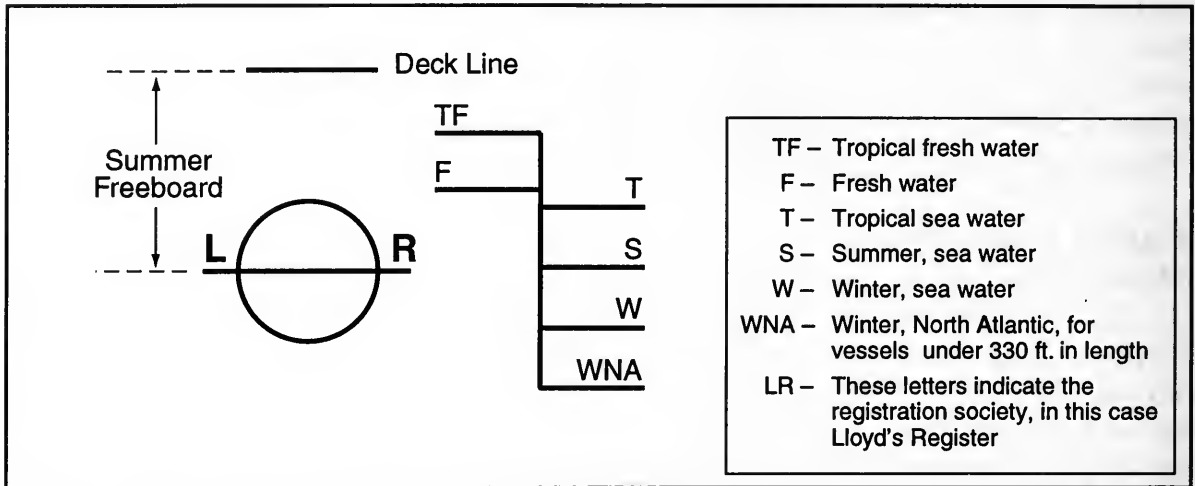 Deck Line
TF
Summer
Freeboard
F
T
L R
S
W
WNA
TF – Tropical fresh water
F – Fresh water
T – Tropical sea water
S – Summer, sea water
W – Winter, sea water
WNA – Winter, North Atlantic, for
vessels under 330 ft. in length
LR – These letters indicate the
registration society, in this case
Lloyd's Register